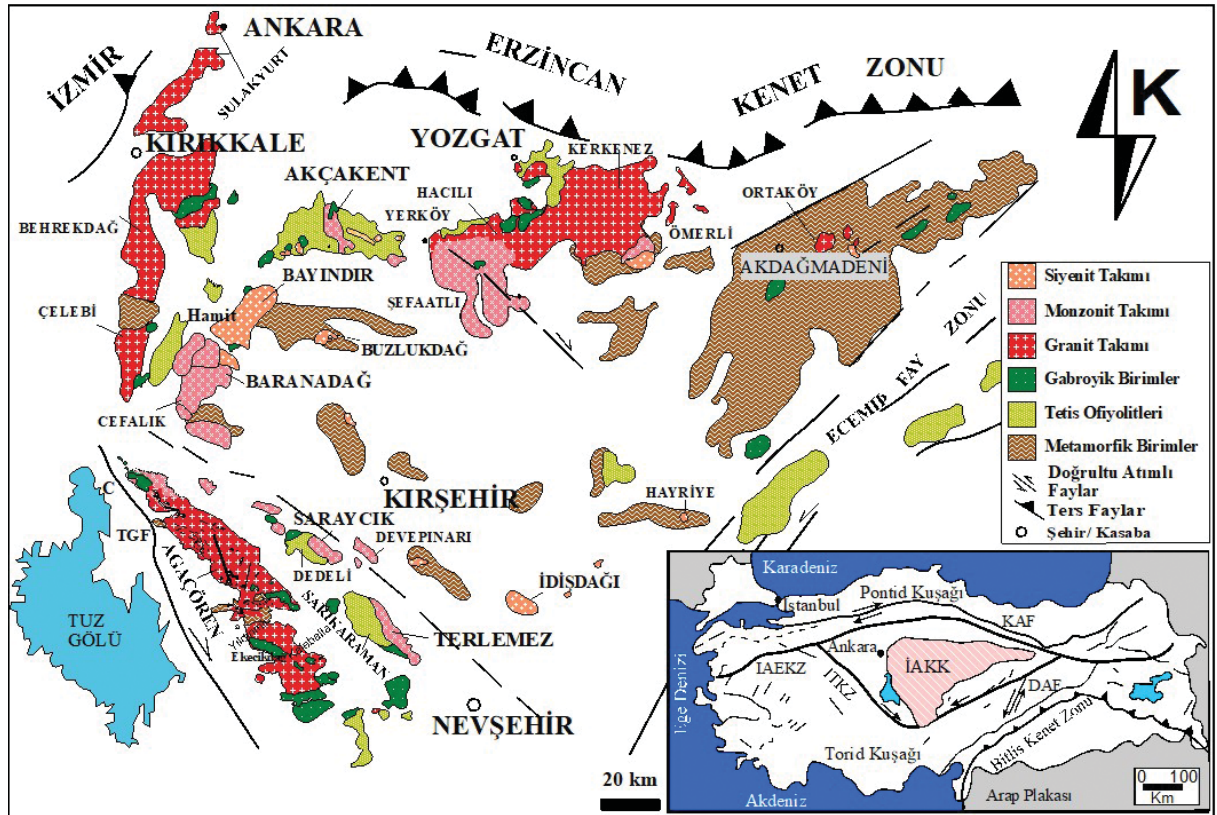 ANKARA
SULAKYURT
İZMİR
ERZİNCAN
KENET
ZONU
K
KIRIKKALE
YOZGAT
KERKENEZ
AKÇAKENT
HACILI
YERKÖY
ORTAKÖY
BEHREKDAĞ
ÖMERLİ
BAYINDIR
AKDAĞMADENİ
ŞEFAATLI
ÇELEBİ
Hamit
BUZLUKDAĞ
BARANADAĞ
CEFALIK
ECEMİP FAY
ZONU
Siyenit Takımı
Monzonit Takımı
Granit Takımı
Gabroyik Birimler
Tetis Ofiyolitleri
Metamorfik Birimler
Doğrultu Atımlı
Faylar
Ters Faylar
Şehir/ Kasaba
C
TGF
KIRŞEHİR
HAYRİYE
SARAYCIK
DEVEPINARI
DEDELİ
AGAÇÖREN
SARIKARAMAN
İDİŞDAĞI
TUZ
GÖLÜ
TERLEMEZ
NEVŞEHİR
20 km
Karadeniz
İstanbul
Pontid Kuşağı
KAF
Ankara
İAKK
IAEKZ
ITKZ
DAF
Ege Denizi
Bitlis Kenet Zonu
Torid Kuşağı
Akdeniz
Arap Plakası
0 100
Km